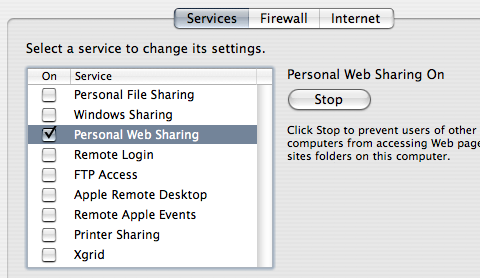 Services Firewall Internet
Select a service to change its settings.
On Service
Personal File Sharing
Windows Sharing
Personal Web Sharing
Remote Login
FTP Access
Apple Remote Desktop
Remote Apple Events
Printer Sharing
Xgrid
Personal Web Sharing On
Stop
Click Stop to prevent users of other
computers from accessing Web page
sites folders on this computer.